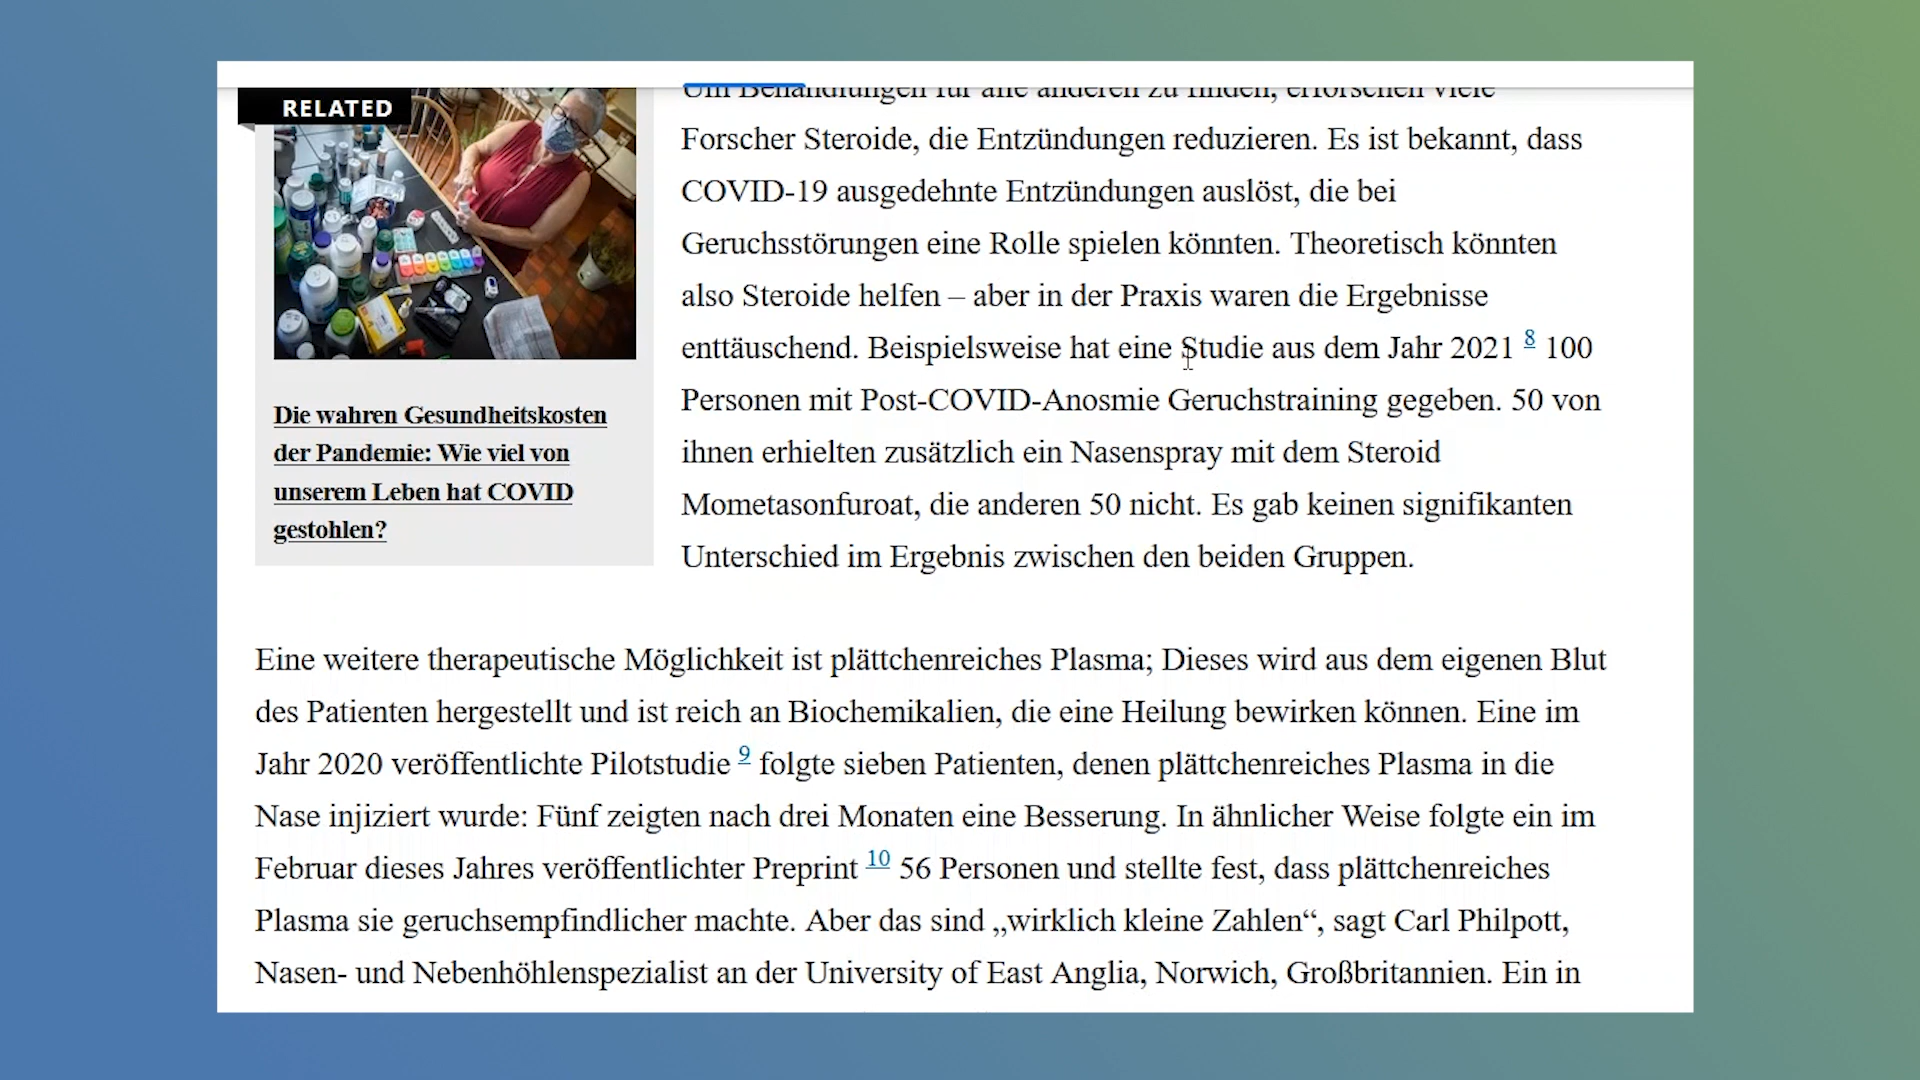 RELATED
Die wahren Gesundheitskosten
der Pandemie: Wie viel von
unserem Leben hat COVID
gestohlen?
Um Behandlungen für alle anderen zu finden, erforschen viele
Forscher Steroide, die Entzündungen reduzieren. Es ist bekannt, dass
COVID-19 ausgedehnte Entzündungen auslöst, die bei
Geruchsstörungen eine Rolle spielen könnten. Theoretisch könnten
also Steroide helfen – aber in der Praxis waren die Ergebnisse
enttäuschend. Beispielsweise hat eine Studie aus dem Jahr 2021 8 100
Personen mit Post-COVID-Anosmie Geruchstraining gegeben. 50 von
ihnen erhielten zusätzlich ein Nasenspray mit dem Steroid
Mometasonfuroat, die anderen 50 nicht. Es gab keinen signifikanten
Unterschied im Ergebnis zwischen den beiden Gruppen.
Eine weitere therapeutische Möglichkeit ist plättchenreiches Plasma; Dieses wird aus dem eigenen Blut
des Patienten hergestellt und ist reich an Biochemikalien, die eine Heilung bewirken können. Eine im
Jahr 2020 veröffentlichte Pilotstudie 9 folgte sieben Patienten, denen plättchenreiches Plasma in die
Nase injiziert wurde: Fünf zeigten nach drei Monaten eine Besserung. In ähnlicher Weise folgte ein im
Februar dieses Jahres veröffentlichter Preprint 10 56 Personen und stellte fest, dass plättchenreiches
Plasma sie geruchsempfindlicher machte. Aber das sind „wirklich kleine Zahlen“, sagt Carl Philpott,
Nasen- und Nebenhöhlenspezialist an der University of East Anglia, Norwich, Großbritannien. Ein in